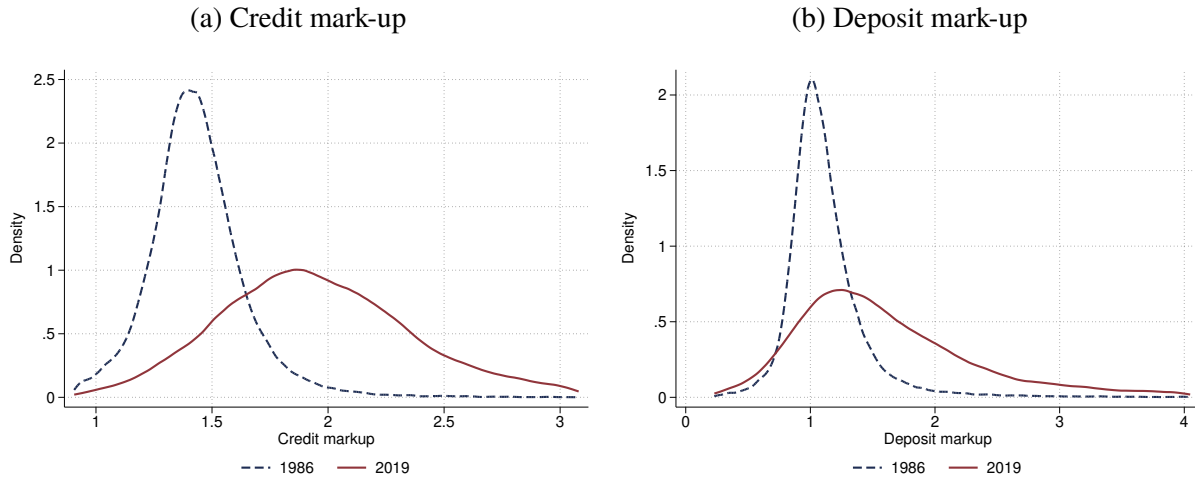 (a) Credit mark-up
2.5
2
1.5
1
.5
0
Density
1 1.5 2 2.5 3
Credit markup
1986 2019
(b) Deposit mark-up
2
1.5
1
.5
0
Density
0 1 2 3 4
Deposit markup
1986 2019